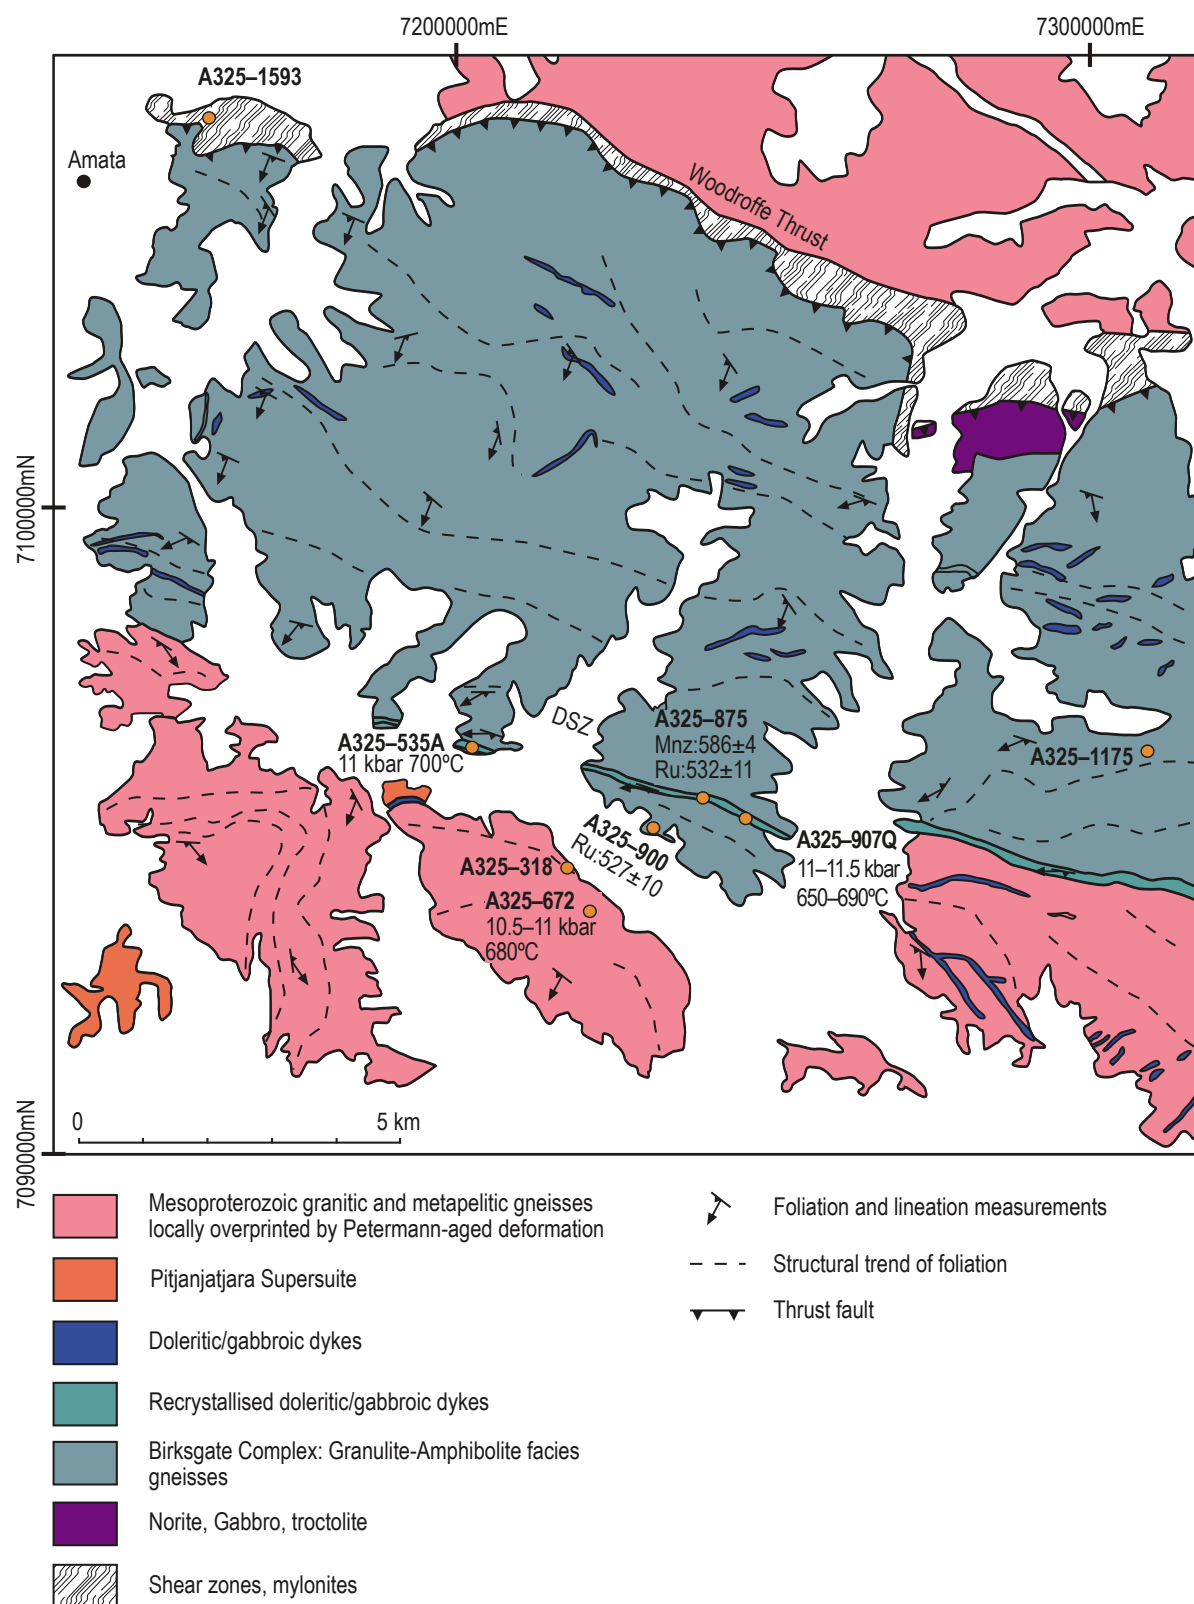 7200000mE
7300000mE
A325–1593
Amata
Woodroffe Thrust
7100000mN
DSZ
A325–875
Mnz:586±4
Ru:532±11
A325–535A
11 kbar 700ºC
A325–1175
A325–900
Ru:527±10
A325–907Q
11–11.5 kbar
650–690ºC
A325–318
A325–672
10.5–11 kbar
680ºC
0
5 km
7090000mN
Mesoproterozoic granitic and metapelitic gneisses
locally overprinted by Petermann-aged deformation
Pitjanjatjara Supersuite
Doleritic/gabbroic dykes
Recrystallised doleritic/gabbroic dykes
Birksgate Complex: Granulite-Amphibolite facies
gneisses
Norite, Gabbro, troctolite
Shear zones, mylonites
Foliation and lineation measurements
Structural trend of foliation
Thrust fault